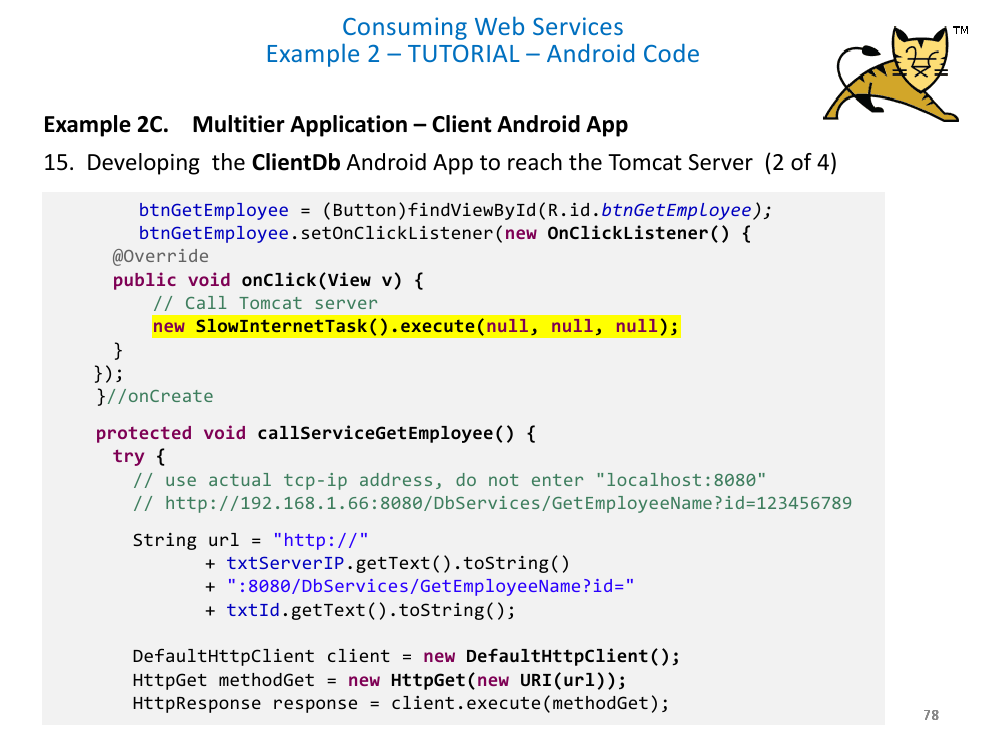 Consuming Web Services
Example 2 – TUTORIAL – Android Code
TM
Example 2C. Multitier Application – Client Android App
15. Developing the ClientDb Android App to reach the Tomcat Server (2 of 4)
btnGetEmployee = (Button)findViewById(R.id.btnGetEmployee);
btnGetEmployee.setOnClickListener(new OnClickListener() {
@Override
public void onClick(View v) {
// Call Tomcat server
new SlowInternetTask().execute(null, null, null);
}
});
}//onCreate
protected void callServiceGetEmployee() {
try {
// use actual tcp-ip address, do not enter "localhost:8080"
// http://192.168.1.66:8080/DbServices/GetEmployeeName?id=123456789
String url = "http://"
+ txtServerIP.getText().toString()
+ ":8080/DbServices/GetEmployeeName?id="
+ txtId.getText().toString();
DefaultHttpClient client = new DefaultHttpClient();
HttpGet methodGet = new HttpGet(new URI(url));
HttpResponse response = client.execute(methodGet);
78